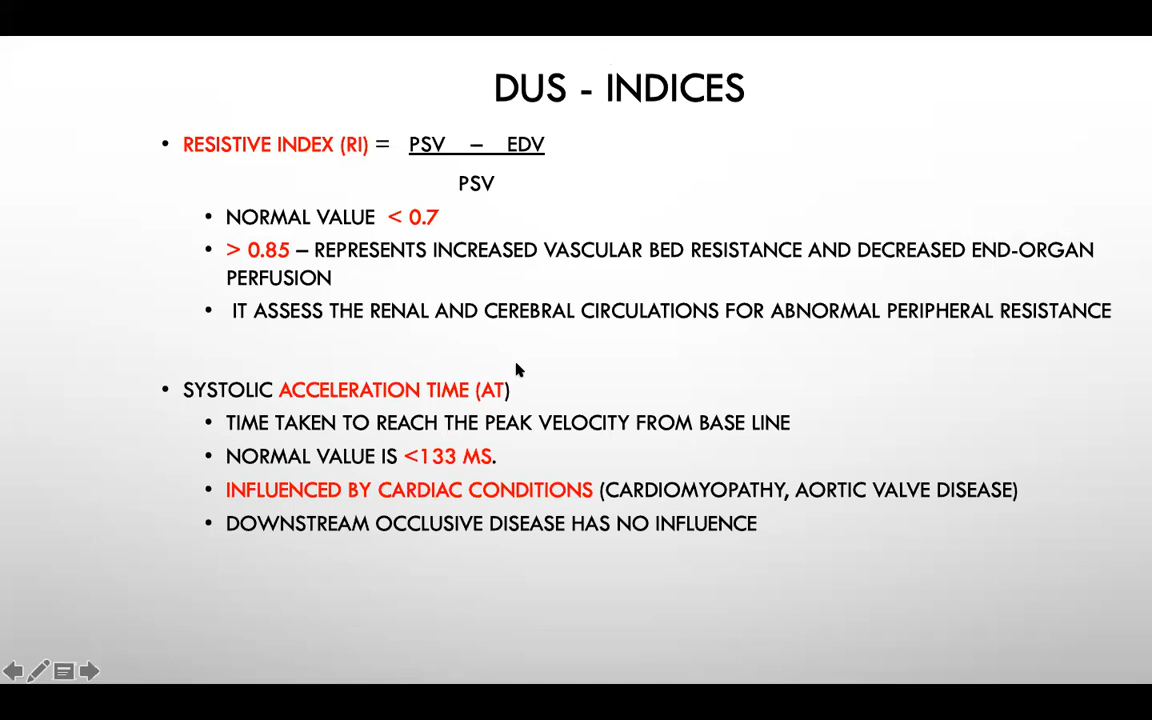 DUS - INDICES
• RESISTIVE INDEX (RI) = PSV – EDV
PSV
• NORMAL VALUE < 0.7
• > 0.85 – REPRESENTS INCREASED VASCULAR BED RESISTANCE AND DECREASED END-ORGAN
PERFUSION
• IT ASSESS THE RENAL AND CEREBRAL CIRCULATIONS FOR ABNORMAL PERIPHERAL RESISTANCE
• SYSTOLIC ACCELERATION TIME (AT)
• TIME TAKEN TO REACH THE PEAK VELOCITY FROM BASE LINE
• NORMAL VALUE IS <133 MS.
• INFLUENCED BY CARDIAC CONDITIONS (CARDIOMYOPATHY, AORTIC VALVE DISEASE)
• DOWNSTREAM OCCLUSIVE DISEASE HAS NO INFLUENCE